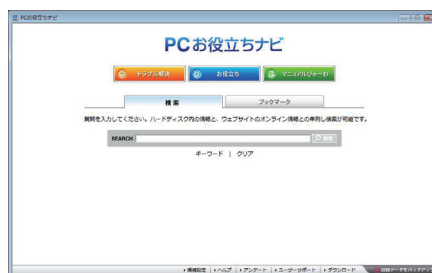 PCお役立ちナビ
PCお役立ちナビ
トラブル解決
お役立ち
マニュアルびゅーわ
検索
ブックマーク
質問を入力してください。ハードディスク内の情報と、ウェブサイトのオンライン情報との串刺し検索が可能です。
SEARCH
検索
キーワード | クリア
環境設定 ヘルプ アンケート ユーザーサポート ダウンロード